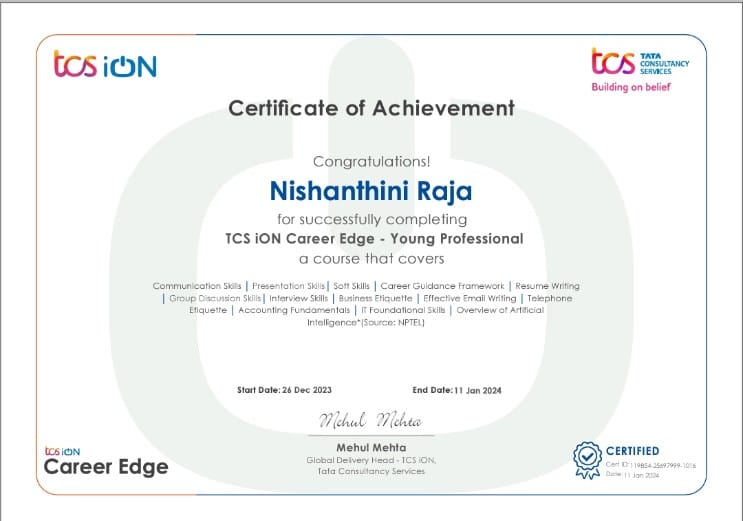 tcs iON
tcs TATA
CONSULTANCY
SERVICES
Building on belief
Certificate of Achievement
Congratulations!
Nishanthini Raja
for successfully completing
TCS iON Career Edge - Young Professional
a course that covers
Communication Skills | Presentation Skills | Soft Skills | Career Guidance Framework | Resume Writing
| Group Discussion Skills | Interview Skills | Business Etiquette | Effective Email Writing | Telephone
Etiquette | Accounting Fundamentals | IT Foundational Skills | Overview of Artificial
Intelligence*(Source: NPTEL)
Start Date: 26 Dec 2023 End Date: 11 Jan 2024
Mehul Mehta
Mehul Mehta
Global Delivery Head - TCS iON,
Tata Consultancy Services
tcs iON
Career Edge
CERTIFIED
Cert ID: 119854-25697999-1016
Date: 11 Jan 2024